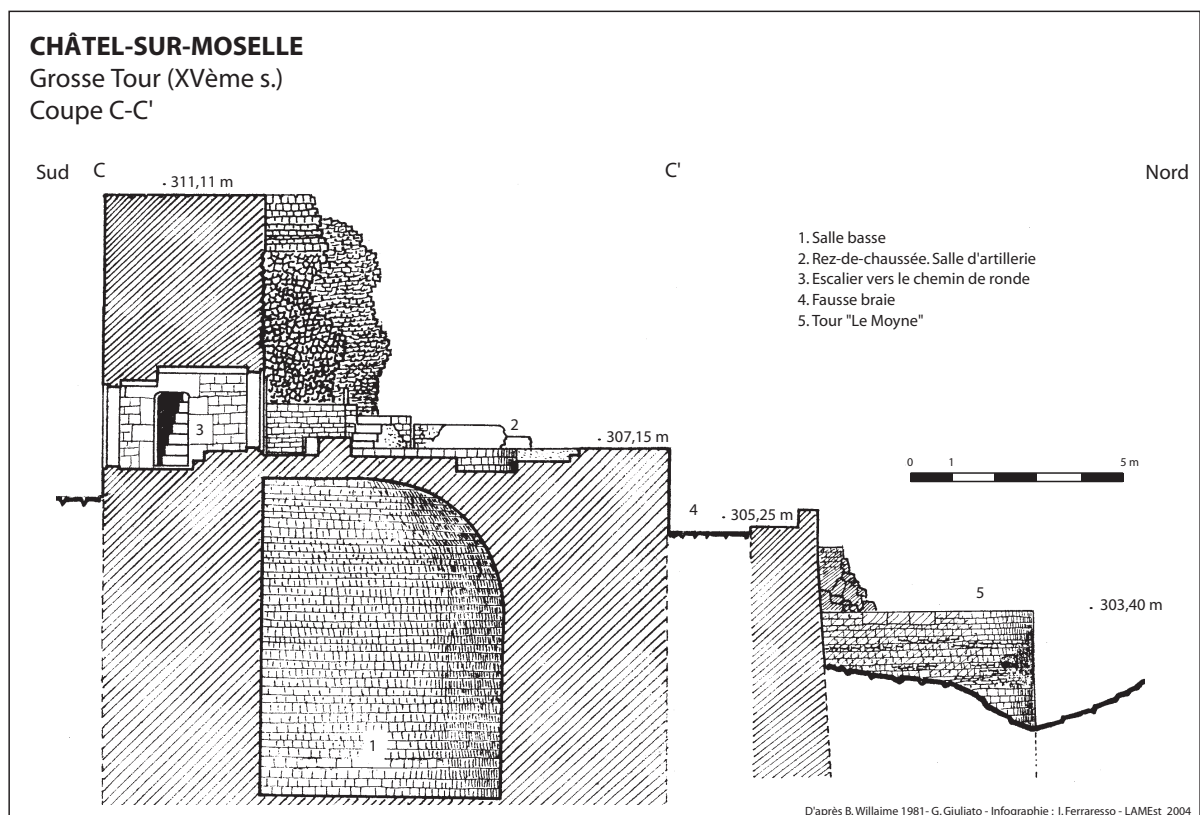 CHÂTEL-SUR-MOSELLE
Grosse Tour (XVème s.)
Coupe C-C'
Sud C C' Nord
311,11 m
1. Salle basse
2. Rez-de-chaussée. Salle d'artillerie
3. Escalier vers le chemin de ronde
4. Fausse braie
5. Tour "Le Moyne"
3
2
307,15 m
0 1 5 m
4
305,25 m
5
303,40 m
1
D'après B. Willaime 1981- G. Giuliato - Infographie : I. Ferraresso - LAMEst 2004